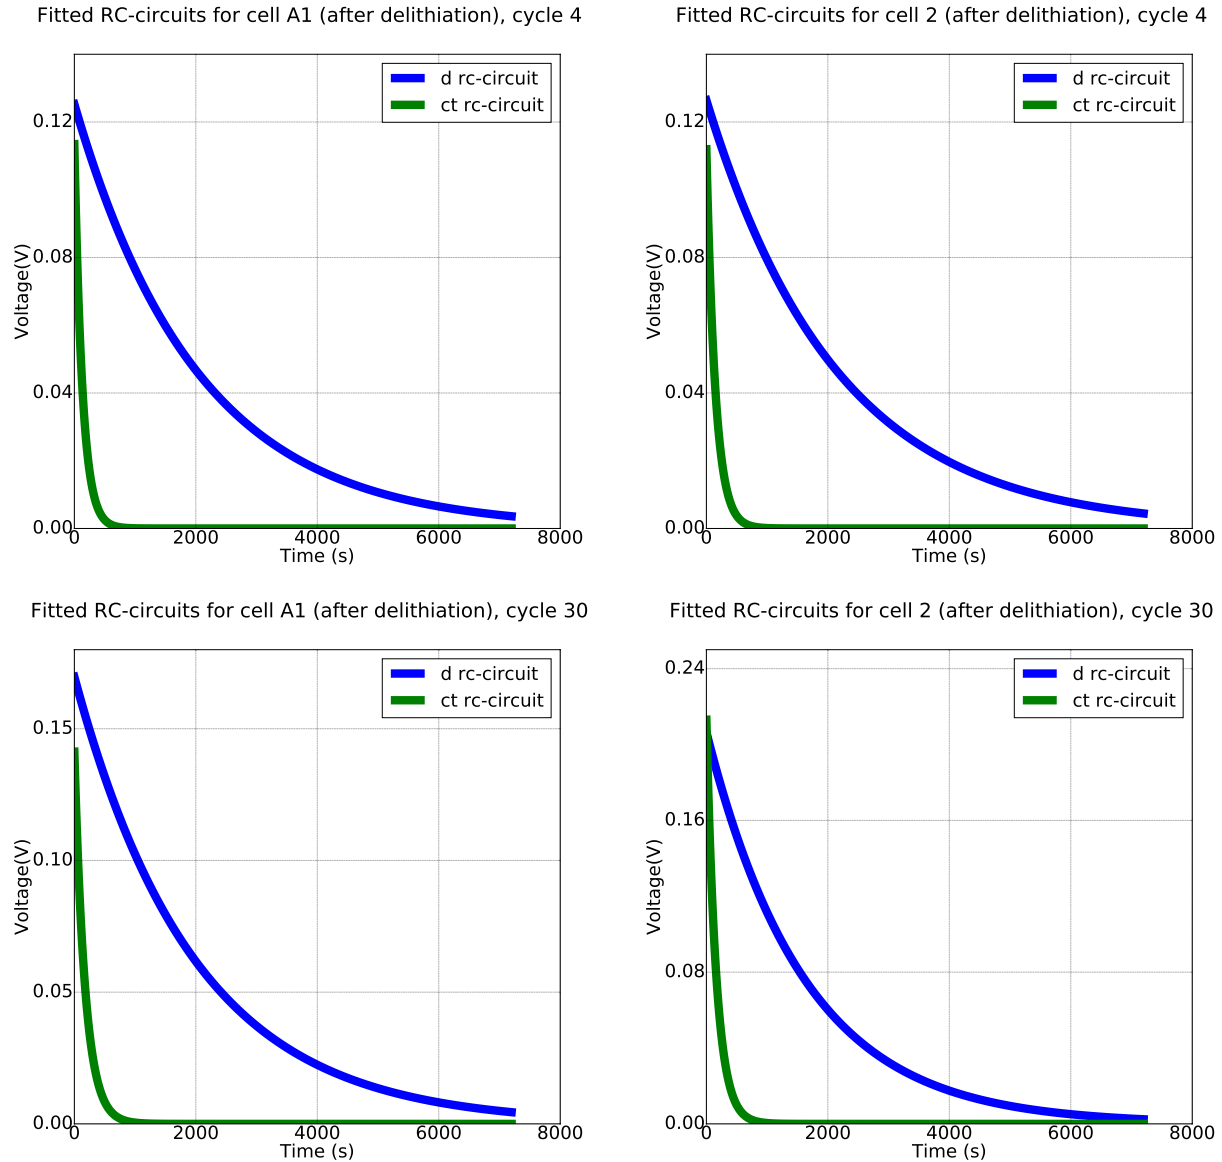 Fitted RC-circuits for cell A1 (after delithiation), cycle 4
d rc-circuit
ct rc-circuit
0.12
0.08
0.04
0.00
Voltage(V)
0 2000 4000 6000 8000
Time (s)
Fitted RC-circuits for cell 2 (after delithiation), cycle 4
d rc-circuit
ct rc-circuit
0.12
0.08
0.04
0.00
Voltage(V)
0 2000 4000 6000 8000
Time (s)
Fitted RC-circuits for cell A1 (after delithiation), cycle 30
d rc-circuit
ct rc-circuit
0.15
0.10
0.05
0.00
Voltage(V)
0 2000 4000 6000 8000
Time (s)
Fitted RC-circuits for cell 2 (after delithiation), cycle 30
d rc-circuit
ct rc-circuit
0.24
0.16
0.08
0.00
Voltage(V)
0 2000 4000 6000 8000
Time (s)